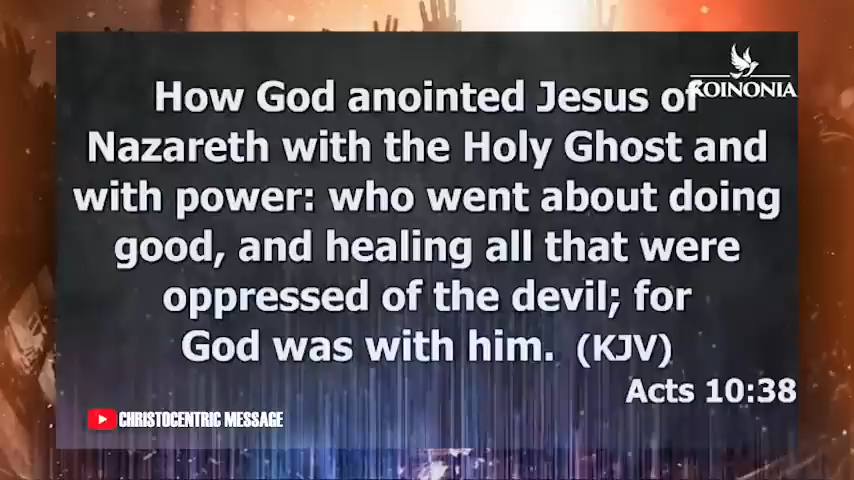 KOINONIA
How God anointed Jesus of
Nazareth with the Holy Ghost and
with power: who went about doing
good, and healing all that were
oppressed of the devil; for
God was with him. (KJV)
Acts 10:38
CHRISTOCENTRIC MESSAGE